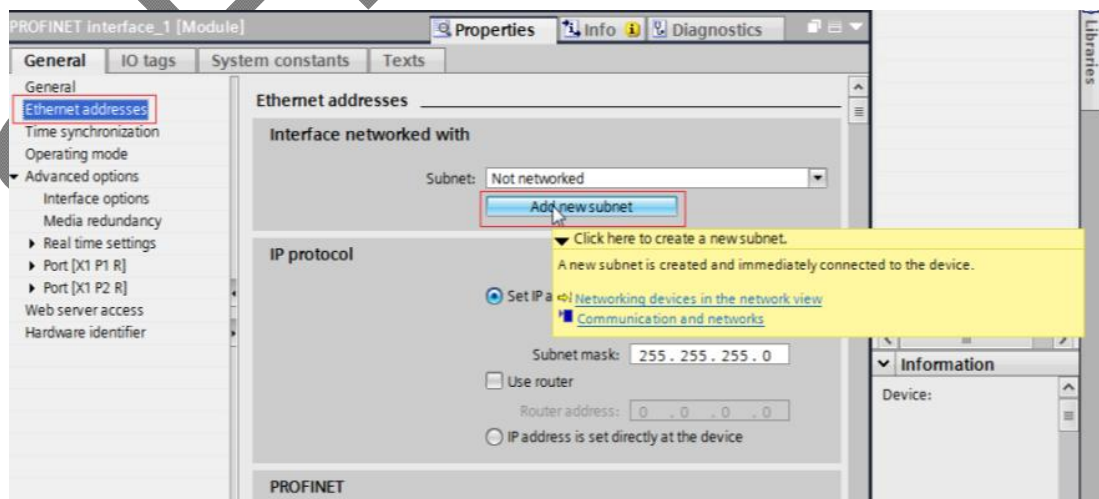 PROFINET interface_1 [Module]
Properties
Info
Diagnostics
General
IO tags
System constants
Texts
General
Ethernet addresses
Time synchronization
Operating mode
Advanced options
Interface options
Media redundancy
Real time settings
Port [X1 P1 R]
Port [X1 P2 R]
Web server access
Hardware identifier
Ethernet addresses
Interface networked with
Subnet: Not networked
Add new subnet
Click here to create a new subnet.
A new subnet is created and immediately connected to the device.
Networking devices in the network view
Communication and networks
IP protocol
Set IP a
Subnet mask: 255 . 255 . 255 . 0
Use router
Router address: 0 . 0 . 0 . 0
IP address is set directly at the device
PROFINET
Libraries
Information
Device: